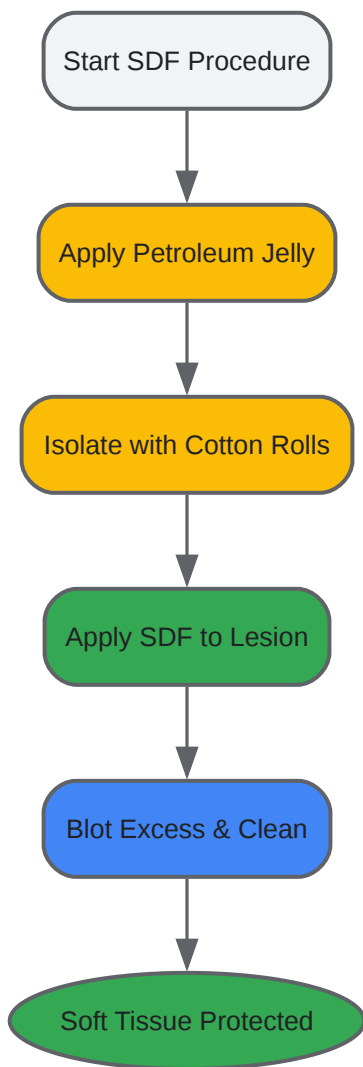 Start SDF Procedure
Apply Petroleum Jelly
Isolate with Cotton Rolls
Apply SDF to Lesion
Blot Excess & Clean
Soft Tissue Protected